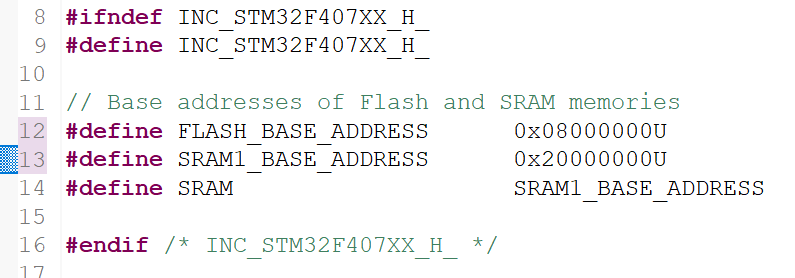 8 #ifndef INC_STM32F407XX_H_
9 #define INC_STM32F407XX_H_
10
11 // Base addresses of Flash and SRAM memories
12 #define FLASH_BASE_ADDRESS 0x08000000U
13 #define SRAM1_BASE_ADDRESS 0x20000000U
14 #define SRAM SRAM1_BASE_ADDRESS
15
16 #endif /* INC_STM32F407XX_H_ */
17